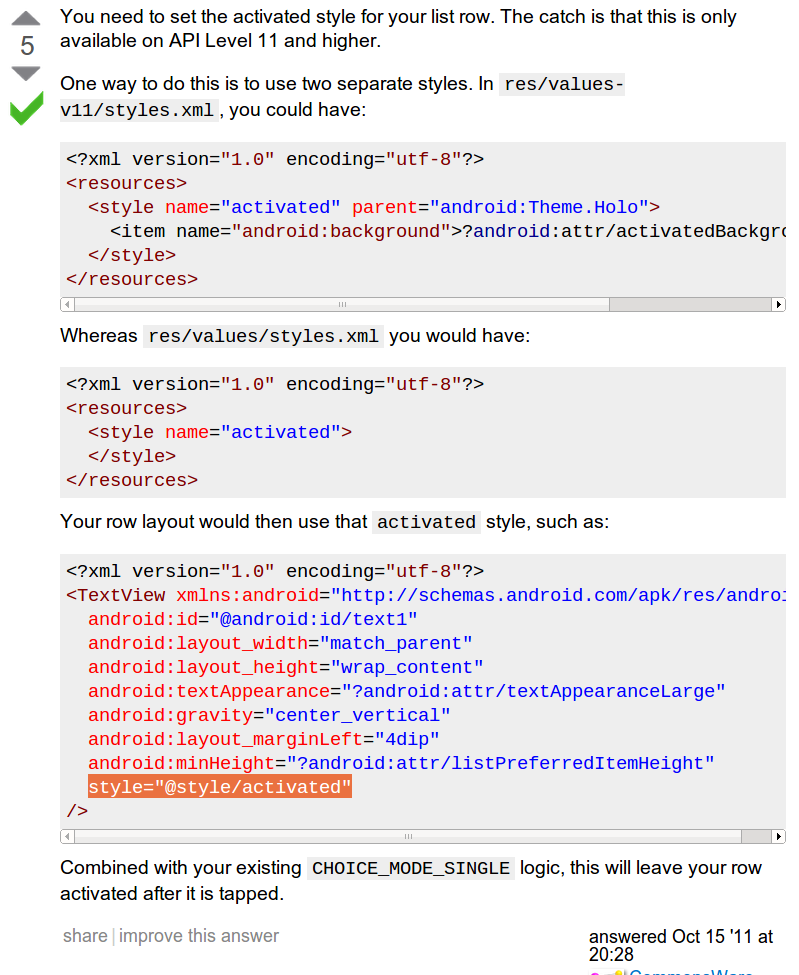 You need to set the activated style for your list row. The catch is that this is only
5
available on API Level 11 and higher.
One way to do this is to use two separate styles. In res/values-
v11/styles.xml , you could have:
<?xml version="1.0" encoding="utf-8"?>
<resources>
  <style name="activated" parent="android:Theme.Holo">
    <item name="android:background">?android:attr/activatedBackgro
  </style>
</resources>
Whereas res/values/styles.xml you would have:
<?xml version="1.0" encoding="utf-8"?>
<resources>
  <style name="activated">
  </style>
</resources>
Your row layout would then use that activated style, such as:
<?xml version="1.0" encoding="utf-8"?>
<TextView xmlns:android="http://schemas.android.com/apk/res/androi
  android:id="@android:id/text1"
  android:layout_width="match_parent"
  android:layout_height="wrap_content"
  android:textAppearance="?android:attr/textAppearanceLarge"
  android:gravity="center_vertical"
  android:layout_marginLeft="4dip"
  android:minHeight="?android:attr/listPreferredItemHeight"
  style="@style/activated"
/>
Combined with your existing CHOICE_MODE_SINGLE logic, this will leave your row
activated after it is tapped.
share | improve this answer
answered Oct 15 '11 at
20:28
CommonsWare